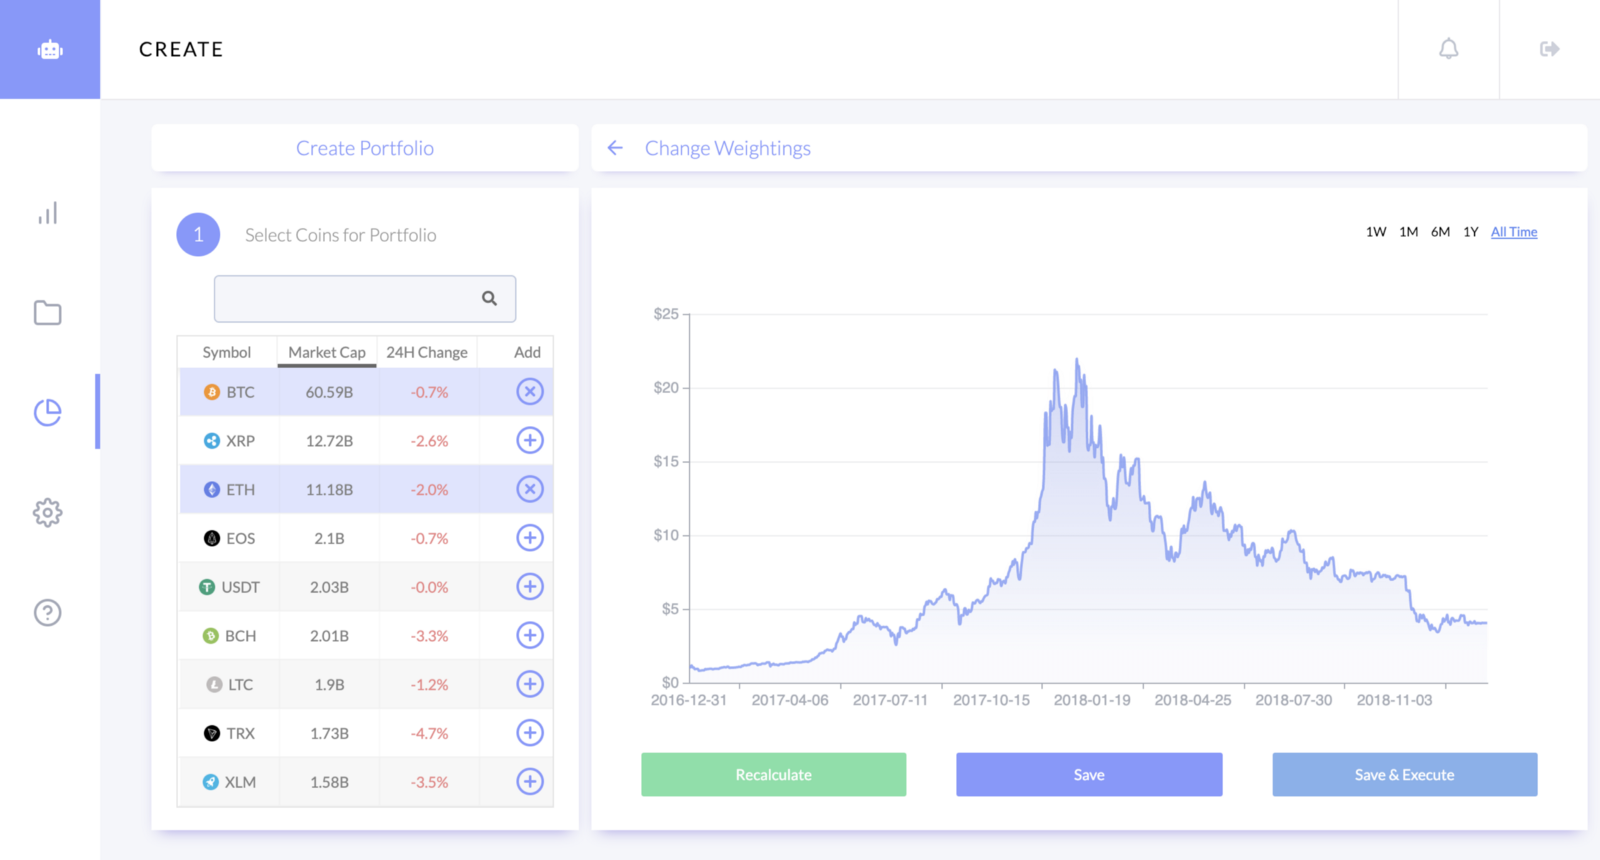 CREATE
Create Portfolio
Change Weightings
1 Select Coins for Portfolio
Symbol Market Cap 24H Change Add
BTC 60.59B -0.7%
XRP 12.72B -2.6%
ETH 11.18B -2.0%
EOS 2.1B -0.7%
USDT 2.03B -0.0%
BCH 2.01B -3.3%
LTC 1.9B -1.2%
TRX 1.73B -4.7%
XLM 1.58B -3.5%
1W 1M 6M 1Y All Time
$25
$20
$15
$10
$5
$0
2016-12-31 2017-04-06 2017-07-11 2017-10-15 2018-01-19 2018-04-25 2018-07-30 2018-11-03
Recalculate Save Save & Execute